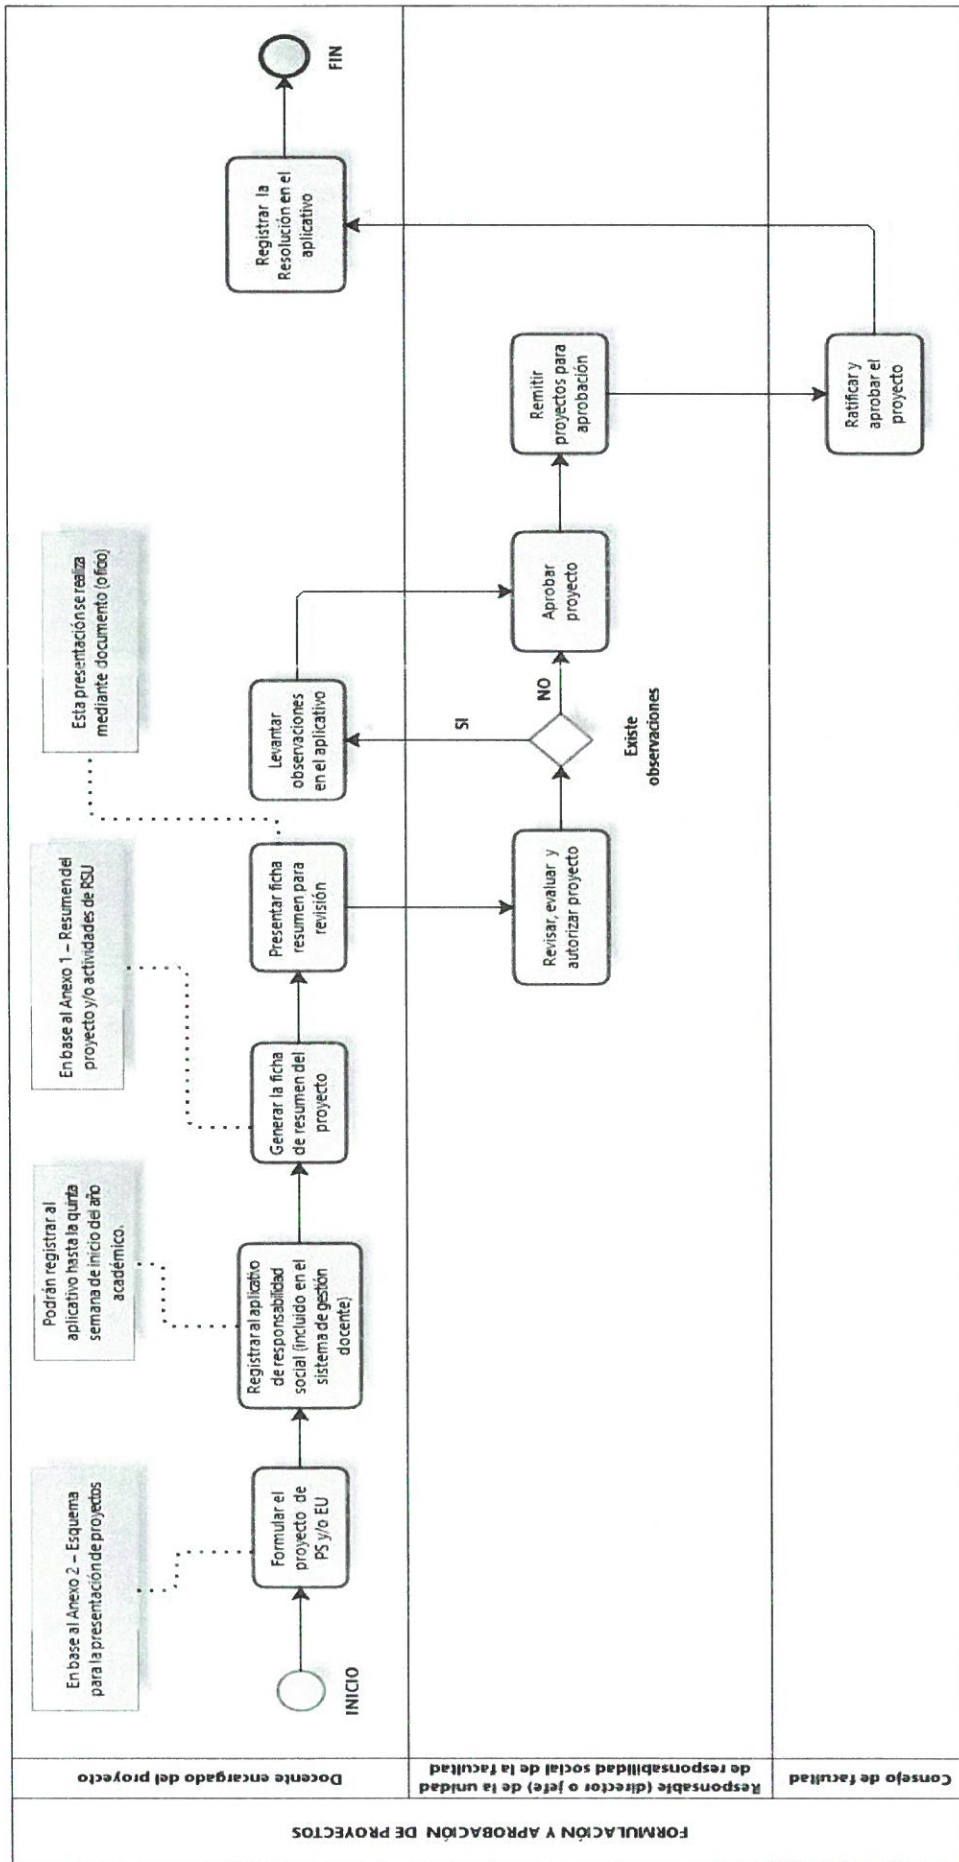 FORMULACIÓN Y APROBACIÓN DE PROYECTOS
Docente encargado del proyecto
En base al Anexo 2 – Esquema
para la presentación de proyectos
Podrán registrar al
aplicativo hasta la quinta
semana de inicio del año
académico.
En base al Anexo 1 – Resumen del
proyecto y/o actividades de RSU
Esta presentación se realiza
mediante documento (oficio)
INICIO
Formular el
proyecto de
PS y/o EU
Registrar al aplicativo
de responsabilidad
social (incluido en el
sistema de gestión
docente)
Generar la ficha
de resumen del
proyecto
Presentar ficha
resumen para
revisión
Levantar
observaciones
en el aplicativo
Registrar la
Resolución en el
aplicativo
FIN
Responsable (director o jefe) de la unidad
de responsabilidad social de la facultad
Revisar, evaluar y
autorizar proyecto
SI
NO
Existe
observaciones
Aprobar
proyecto
Remitir
proyectos para
aprobación
Consejo de facultad
Ratificar y
aprobar el
proyecto